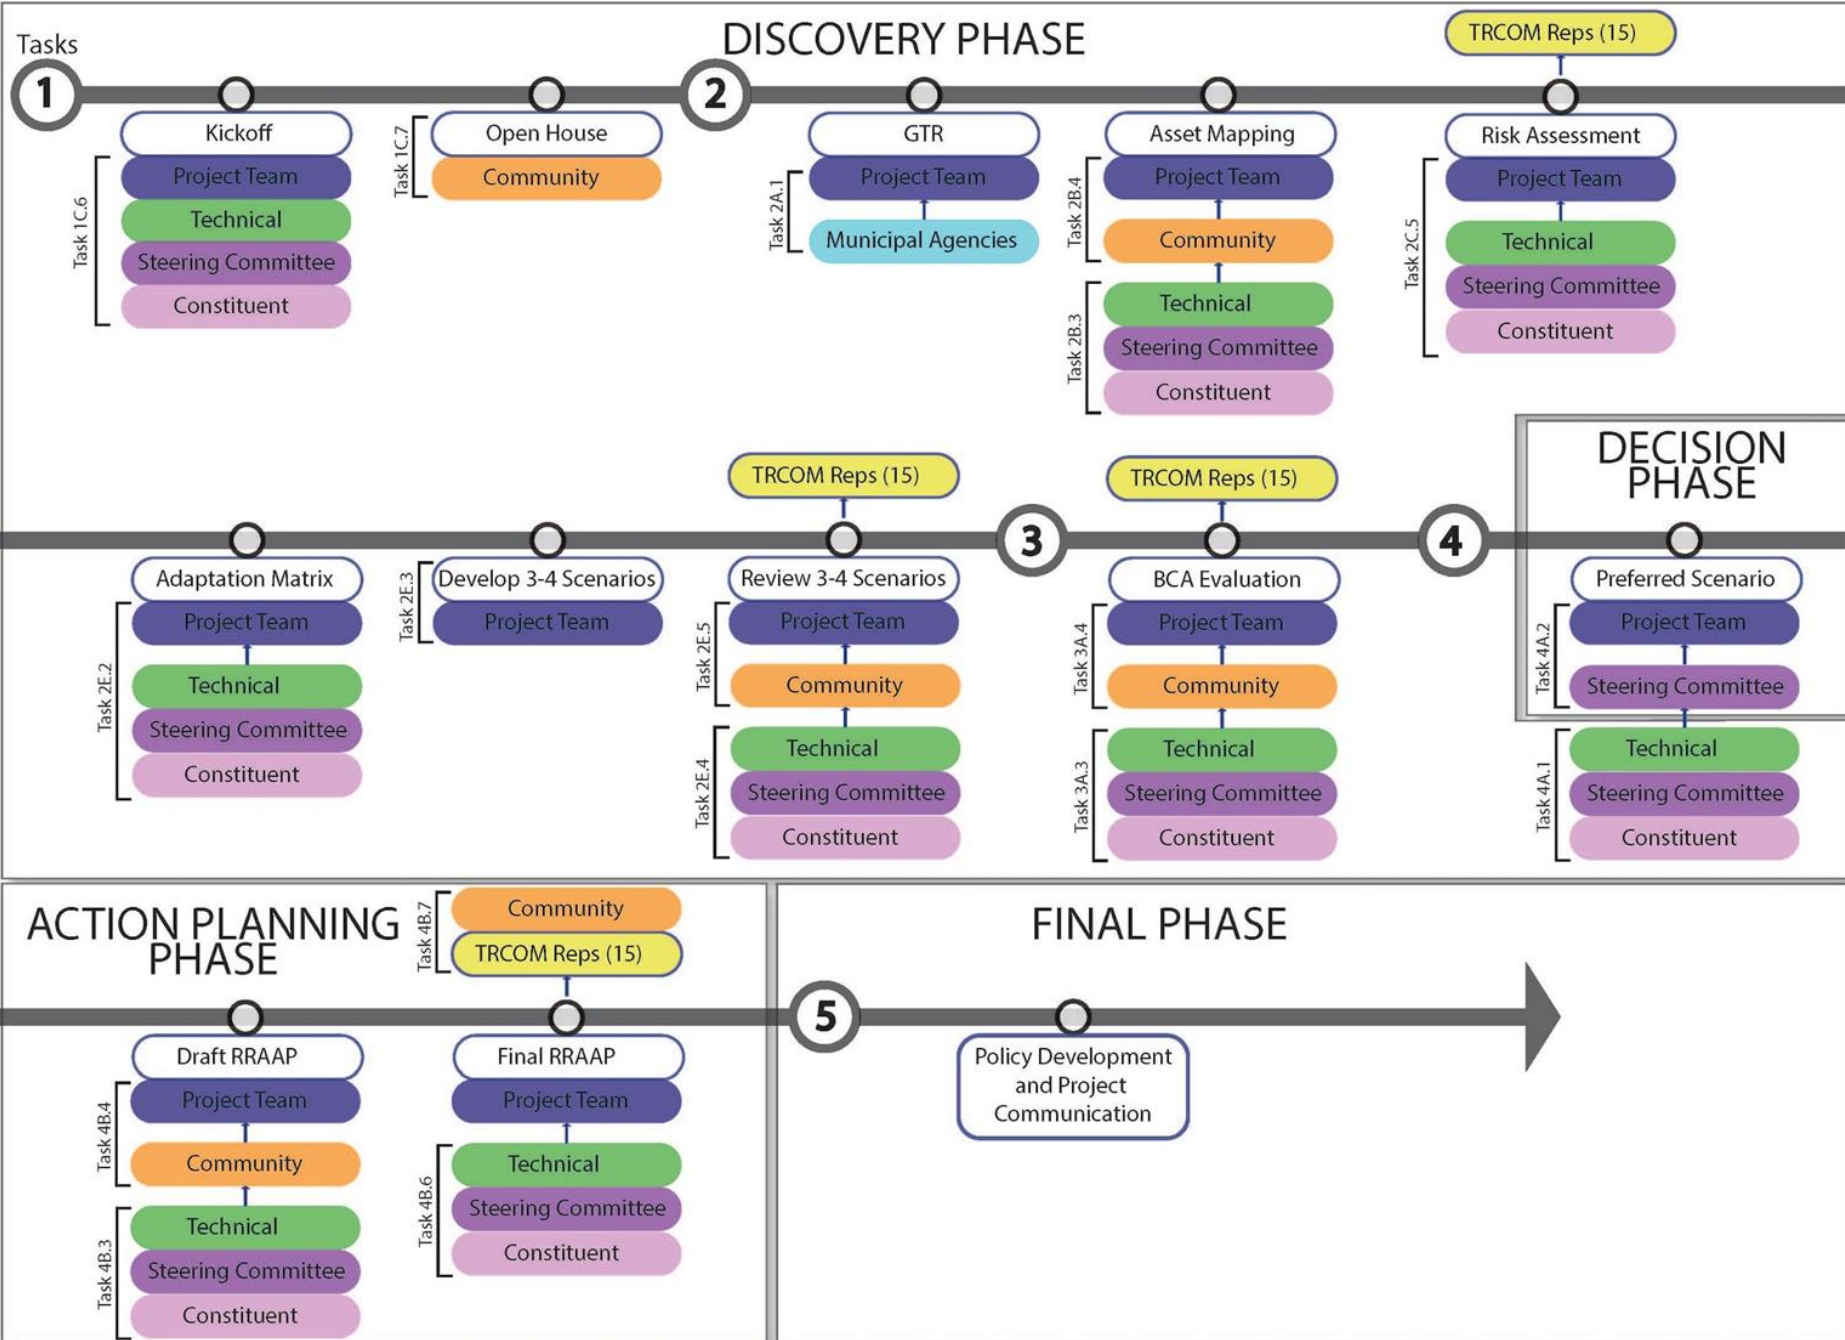 Tasks
DISCOVERY PHASE
TRCOM Reps (15)
1
2
Kickoff
Task 1C.6
Project Team
Technical
Steering Committee
Constituent
Open House
Task 1C.7
Community
GTR
Task 2A.1
Project Team
Municipal Agencies
Asset Mapping
Task 2B.4
Project Team
Community
Task 2B.3
Technical
Steering Committee
Constituent
Risk Assessment
Task 2C.5
Project Team
Technical
Steering Committee
Constituent
Adaptation Matrix
Task 2E.2
Project Team
Technical
Steering Committee
Constituent
Develop 3-4 Scenarios
Task 2E.3
Project Team
TRCOM Reps (15)
Review 3-4 Scenarios
Task 2E.5
Project Team
Community
Task 2E.4
Technical
Steering Committee
Constituent
3
TRCOM Reps (15)
BCA Evaluation
Task 3A.4
Project Team
Community
Task 3A.3
Technical
Steering Committee
Constituent
4
DECISION
PHASE
Preferred Scenario
Task 4A.2
Project Team
Steering Committee
Task 4A.1
Technical
Steering Committee
Constituent
ACTION PLANNING
PHASE
Draft RRAAP
Task 4B.4
Project Team
Community
Task 4B.3
Technical
Steering Committee
Constituent
Task 4B.7
Community
TRCOM Reps (15)
Final RRAAP
Project Team
Task 4B.6
Technical
Steering Committee
Constituent
FINAL PHASE
5
Policy Development
and Project
Communication